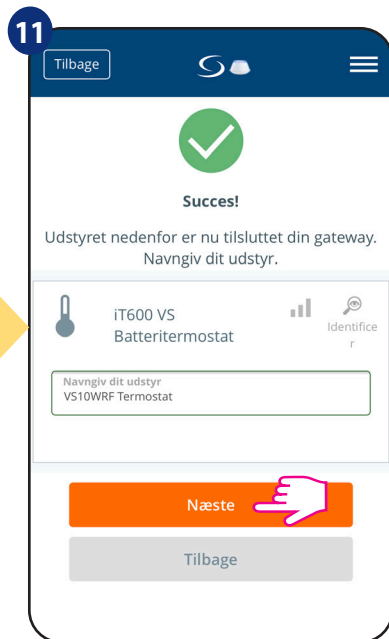 11
Tilbage
Succes!
Udstyret nedenfor er nu tilsluttet din gateway.
Navngiv dit udstyr.
iT600 VS
Batteritermostat
Identifice
r
Navngiv dit udstyr
VS10WRF Termostat
Næste
Tilbage